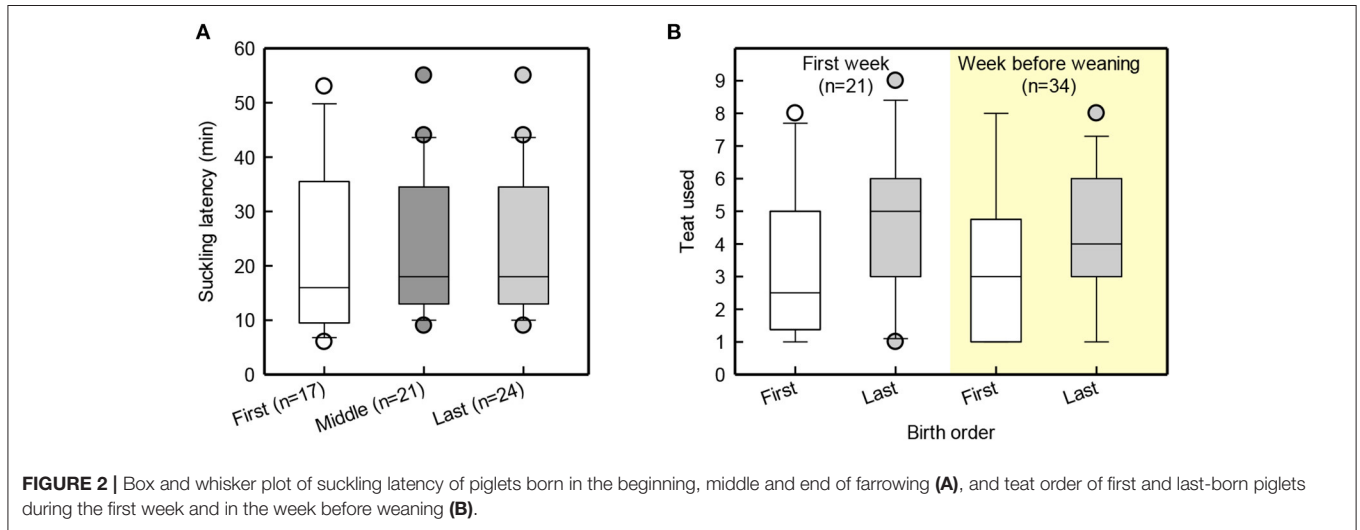 A
60
50
40
30
20
10
0
Suckling latency (min)
First (n=17)
Middle (n=21)
Last (n=24)
B
First week
(n=21)
Week before weaning
(n=34)
9
8
7
6
5
4
3
2
1
0
Teat used
First
Last
First
Last
Birth order
FIGURE 2 | Box and whisker plot of suckling latency of piglets born in the beginning, middle and end of farrowing (A), and teat order of first and last-born piglets
during the first week and in the week before weaning (B).